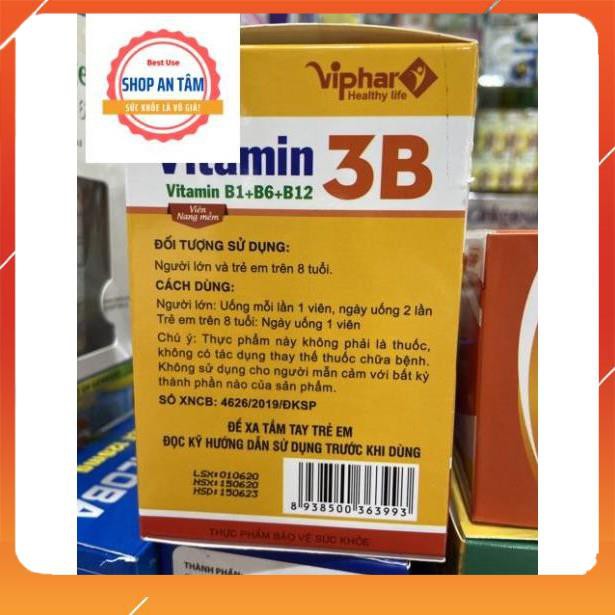 Best Use
SHOP AN TÂM
SỨC KHỎE LÀ VÔ GIÁ!
Viphar
Healthy life
Vitamin 3B
Vitamin B1+B6+B12
Viên
Nang mềm
ĐỐI TƯỢNG SỬ DỤNG:
Người lớn và trẻ em trên 8 tuổi.
CÁCH DÙNG:
Người lớn: Uống mỗi lần 1 viên, ngày uống 2 lần
Trẻ em trên 8 tuổi: Ngày uống 1 viên
Chú ý: Thực phẩm này không phải là thuốc,
không có tác dụng thay thế thuốc chữa bệnh.
Không sử dụng cho người mẫn cảm với bất kỳ
thành phần nào của sản phẩm.
SỐ XNCB: 4626/2019/ĐKSP
ĐỂ XA TẦM TAY TRẺ EM
ĐỌC KỸ HƯỚNG DẪN SỬ DỤNG TRƯỚC KHI DÙNG
LSX:010620
NSX:150620
HSD:150623
8 938500 363993
THỰC PHẨM BẢO VỆ SỨC KHỎE
LOBA
THÀNH PHẦN